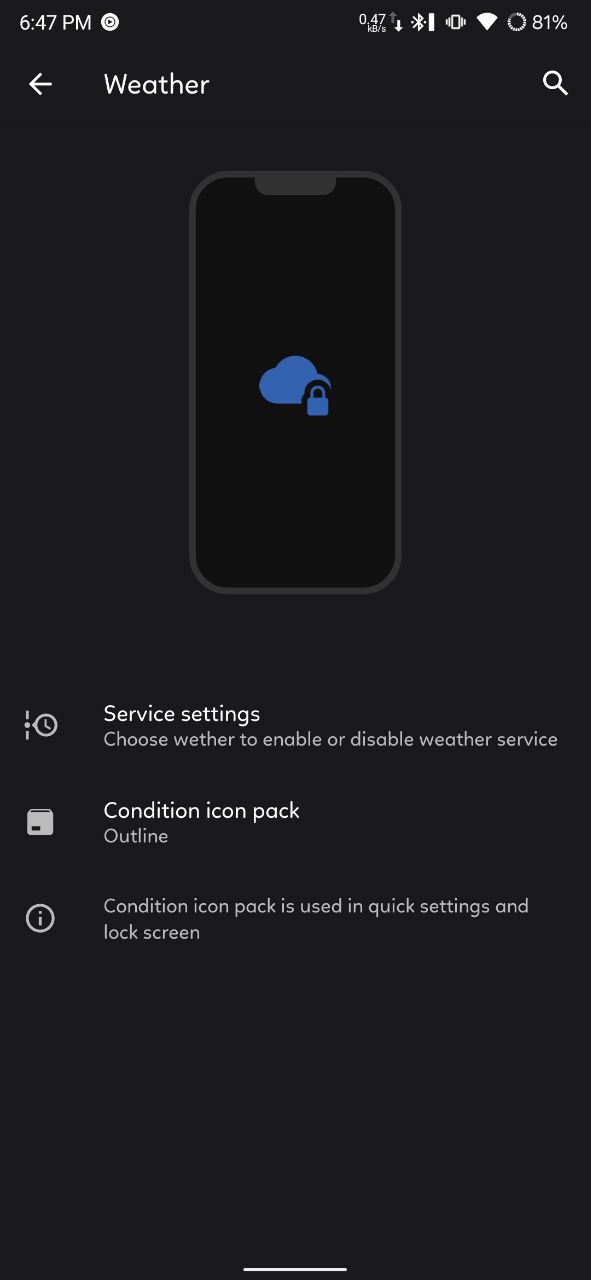 6:47 PM 0.47 kB/s 81%
Weather
Service settings
Choose wether to enable or disable weather service
Condition icon pack
Outline
Condition icon pack is used in quick settings and
lock screen